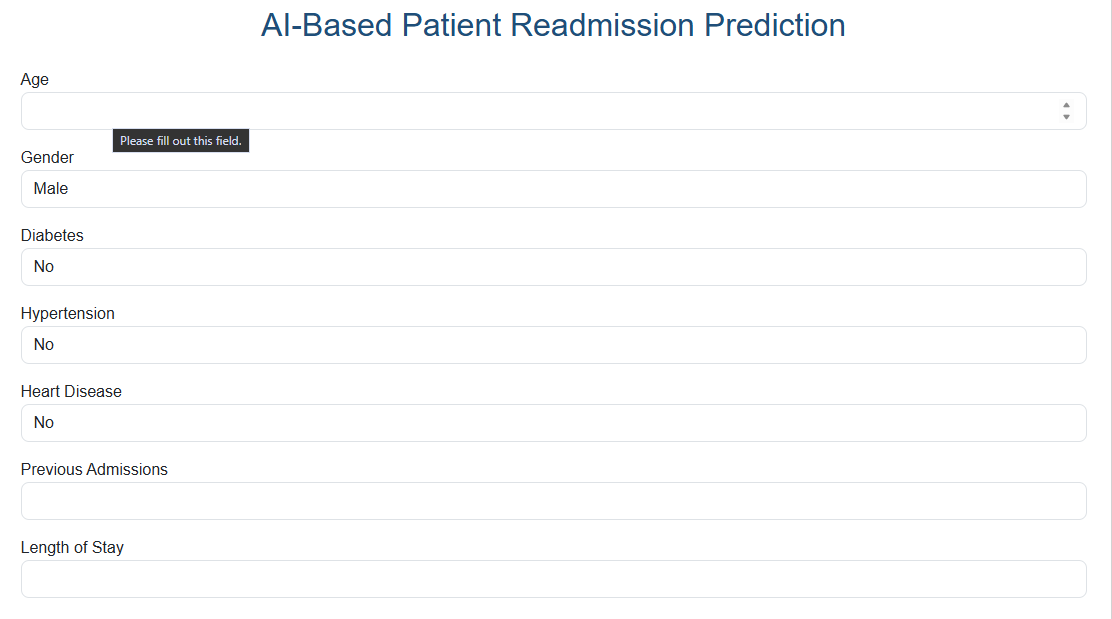 AI-Based Patient Readmission Prediction
Age
Please fill out this field.
Gender
Male
Diabetes
No
Hypertension
No
Heart Disease
No
Previous Admissions
Length of Stay